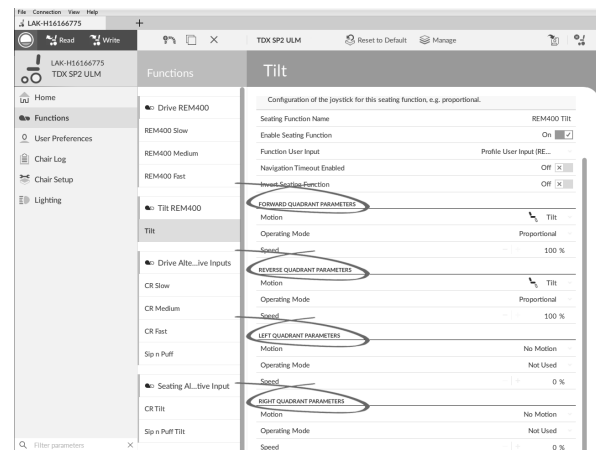 File Connection View Help
LAK-H16166775 +
Read Write TDX SP2 ULM Reset to Default Manage
LAK-H16166775
TDX SP2 ULM
Home
Functions
User Preferences
Chair Log
Chair Setup
Lighting
Filter parameters
Functions
Drive REM400
REM400 Slow
REM400 Medium
REM400 Fast
Tilt REM400
Tilt
Drive Alte...ive Inputs
CR Slow
CR Medium
CR Fast
Sip n Puff
Seating Al...tive Input
CR Tilt
Sip n Puff Tilt
Tilt
Configuration of the joystick for this seating function, e.g. proportional.
Seating Function Name REM400 Tilt
Enable Seating Function On
Function User Input Profile User Input (RE...
Navigation Timeout Enabled Off
Invert Seating Function Off
FORWARD QUADRANT PARAMETERS
Motion Tilt
Operating Mode Proportional
Speed 100 %
REVERSE QUADRANT PARAMETERS
Motion Tilt
Operating Mode Proportional
Speed 100 %
LEFT QUADRANT PARAMETERS
Motion No Motion
Operating Mode Not Used
Speed 0 %
RIGHT QUADRANT PARAMETERS
Motion No Motion
Operating Mode Not Used
Speed 0 %